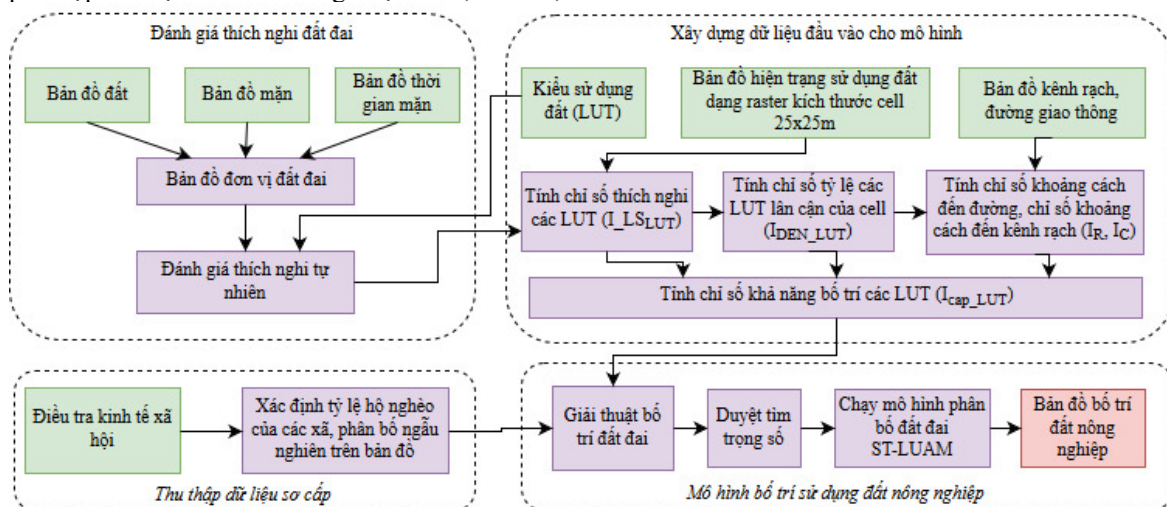 Đánh giá thích nghi đất đai
Bản đồ đất
Bản đồ mặn
Bản đồ thời
gian mặn
Bản đồ đơn vị đất đai
Đánh giá thích nghi tự
nhiên
Xây dựng dữ liệu đầu vào cho mô hình
Kiểu sử dụng
đất (LUT)
Bản đồ hiện trạng sử dụng đất
dạng raster kích thước cell
25x25m
Bản đồ kênh rạch,
đường giao thông
Tính chỉ số thích nghi
các LUT (I_LS_LUT)
Tính chỉ số tỷ lệ các
LUT lân cận của cell
(I_DEN_LUT)
Tính chỉ số khoảng cách
đến đường, chỉ số khoảng
cách đến kênh rạch (I_R, I_C)
Tính chỉ số khả năng bố trí các LUT (I_cap_LUT)
Điều tra kinh tế xã
hội
Xác định tỷ lệ hộ nghèo
của các xã, phân bố ngẫu
nhiên trên bản đồ
Thu thập dữ liệu sơ cấp
Giải thuật bố
trí đất đai
Duyệt tìm
trọng số
Chạy mô hình phân
bố đất đai
ST-LUAM
Bản đồ bố trí
đất nông
nghiệp
Mô hình bố trí sử dụng đất nông nghiệp